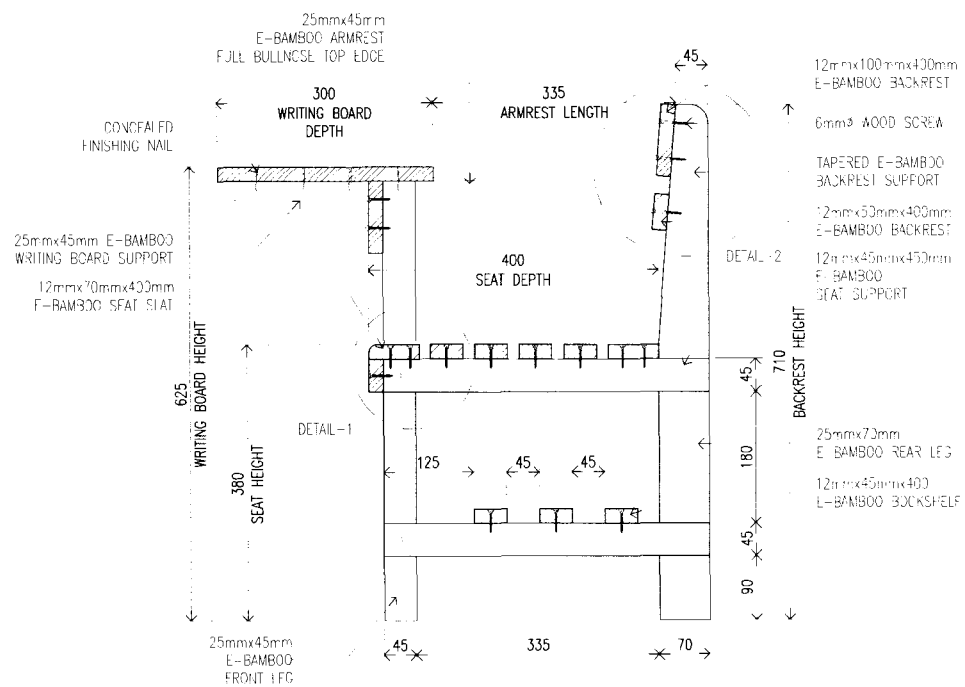 25mmx45mm
E-BAMBOO ARMREST
FULL BULLNOSE TOP EDGE
45
12mmx100mmx400mm
E-BAMBOO BACKREST
300
WRITING BOARD
DEPTH
335
ARMREST LENGTH
6mmø WOOD SCREW
CONCEALED
FINISHING NAIL
TAPERED E-BAMBOO
BACKREST SUPPORT
12mmx50mmx400mm
E-BAMBOO BACKREST
25mmx45mm E-BAMBOO
WRITING BOARD SUPPORT
400
SEAT DEPTH
DETAIL-2
12mmx45mmx450mm
E-BAMBOO
SEAT SUPPORT
12mmx70mmx400mm
E-BAMBOO SEAT SLAT
625
WRITING BOARD HEIGHT
380
SEAT HEIGHT
710
BACKREST HEIGHT
45
DETAIL-1
125
45
45
180
25mmx70mm
E BAMBOO REAR LEG
12mmx45mmx400
E-BAMBOO BOOKSHELF
45
90
25mmx45mm
E-BAMBOO
FRONT LEG
45
335
70